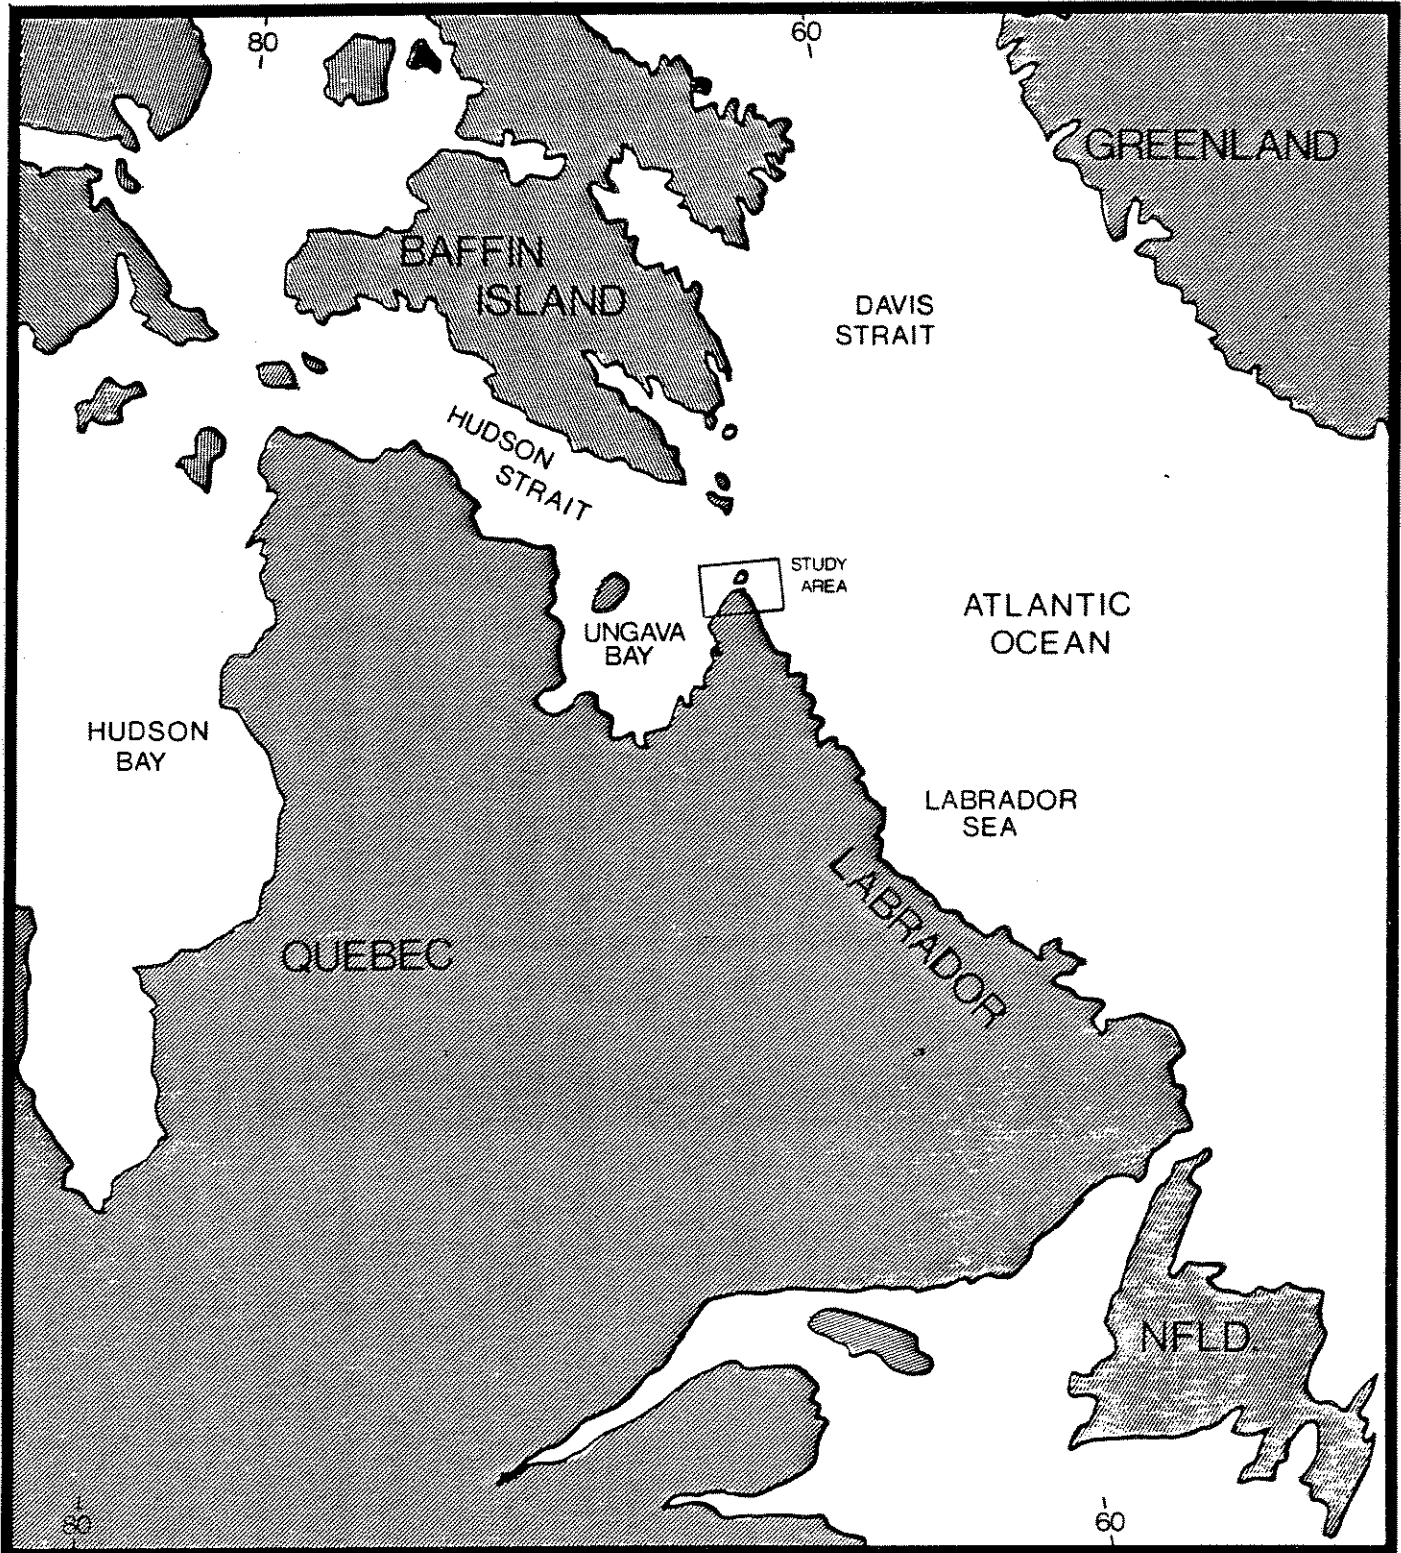 80
60
GREENLAND
BAFFIN
ISLAND
DAVIS
STRAIT
HUDSON
STRAIT
STUDY
AREA
ATLANTIC
OCEAN
UNGAVA
BAY
HUDSON
BAY
LABRADOR
SEA
LABRADOR
QUEBEC
NFLD.
80
60